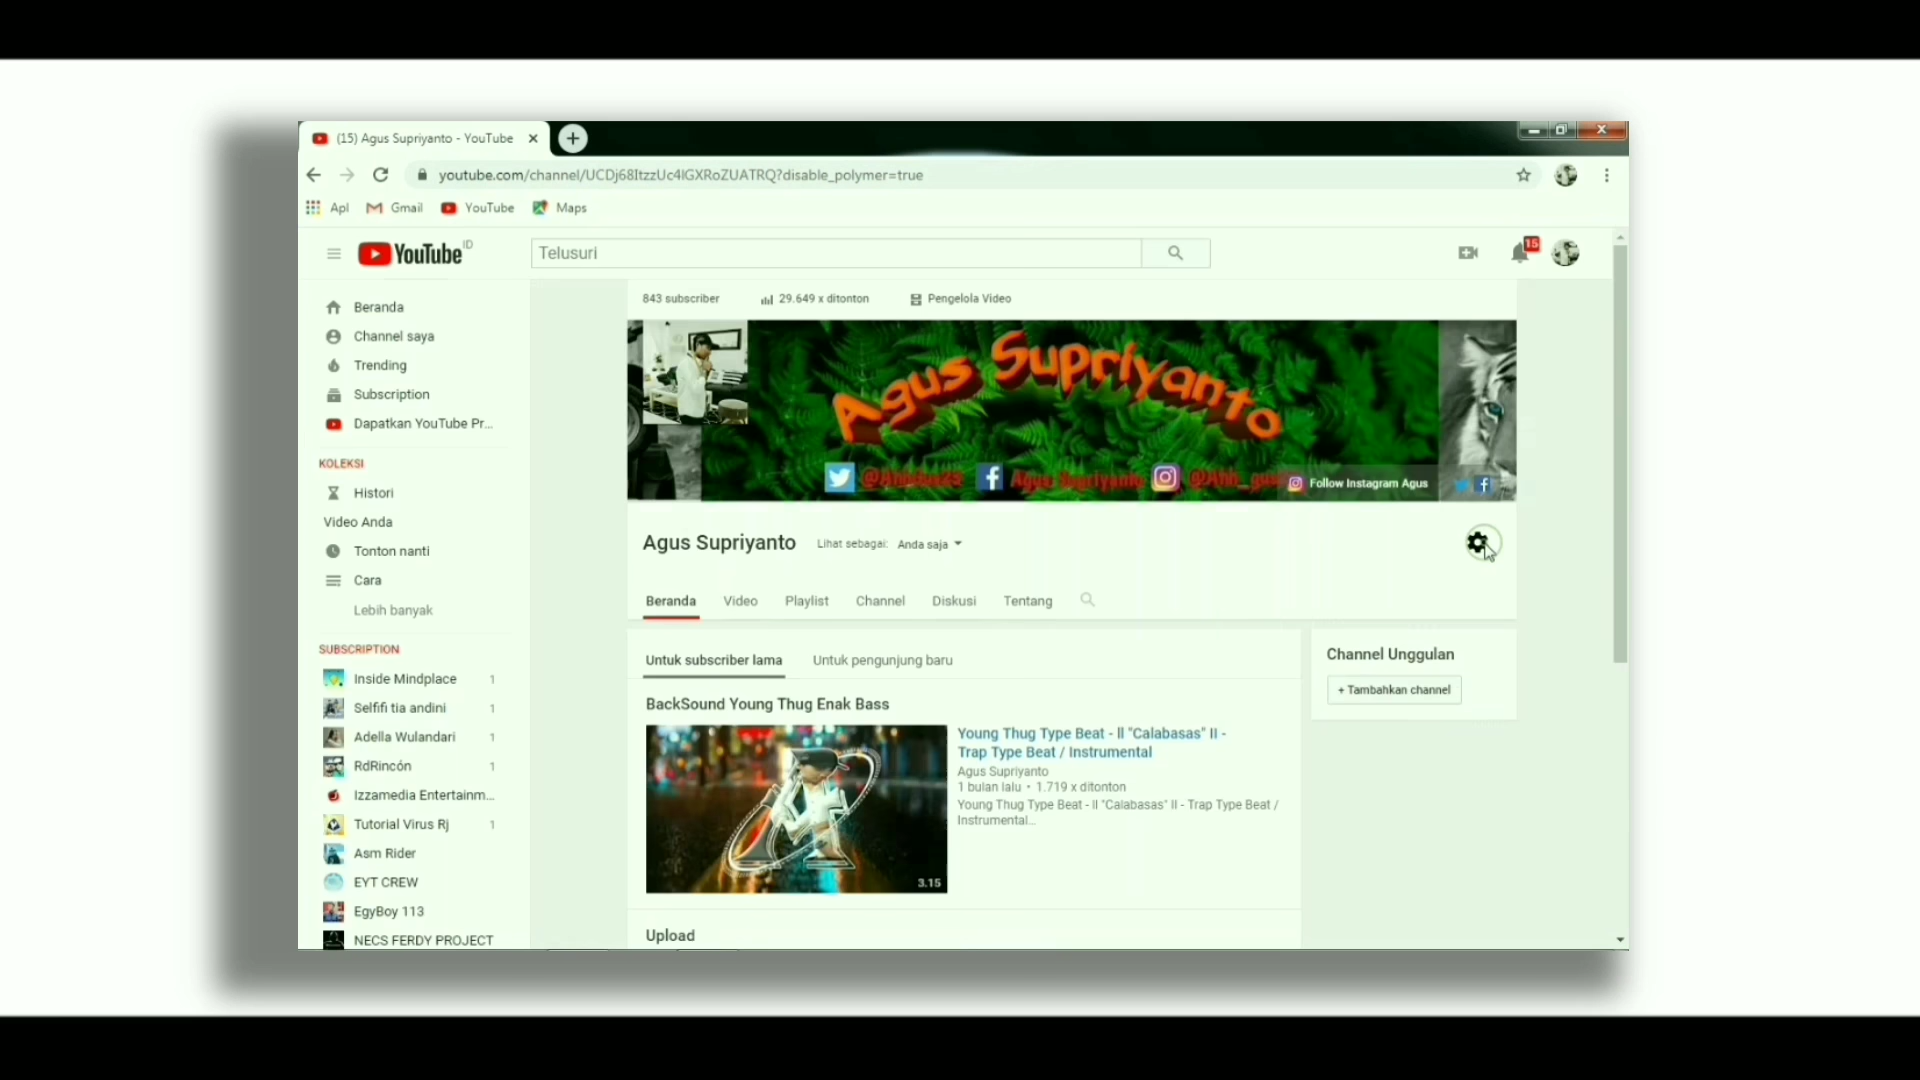 (15) Agus Supriyanto - YouTube
youtube.com/channel/UCDj68ItzzUc4lGXRoZUATRQ?disable_polymer=true
Apl Gmail YouTube Maps
YouTube ID
Telusuri
15
843 subscriber 29.649 x ditonton Pengelola Video
Beranda
Channel saya
Trending
Subscription
Dapatkan YouTube Pr...
KOLEKSI
Histori
Video Anda
Tonton nanti
Cara
Lebih banyak
SUBSCRIPTION
Inside Mindplace 1
Selfifi tia andini 1
Adella Wulandari 1
RdRincón 1
Izzamedia Entertainm...
Tutorial Virus Rj 1
Asm Rider
EYT CREW
EgyBoy 113
NECS FERDY PROJECT
Agus Supriyanto
Agus Supriyanto
Follow Instagram Agus
Agus Supriyanto Lihat sebagai: Anda saja
Beranda Video Playlist Channel Diskusi Tentang
Untuk subscriber lama Untuk pengunjung baru
BackSound Young Thug Enak Bass
3.15
Young Thug Type Beat - ll "Calabasas" II -
Trap Type Beat / Instrumental
Agus Supriyanto
1 bulan lalu • 1.719 x ditonton
Young Thug Type Beat - ll "Calabasas" II - Trap Type Beat /
Instrumental...
Upload
Channel Unggulan
+ Tambahkan channel